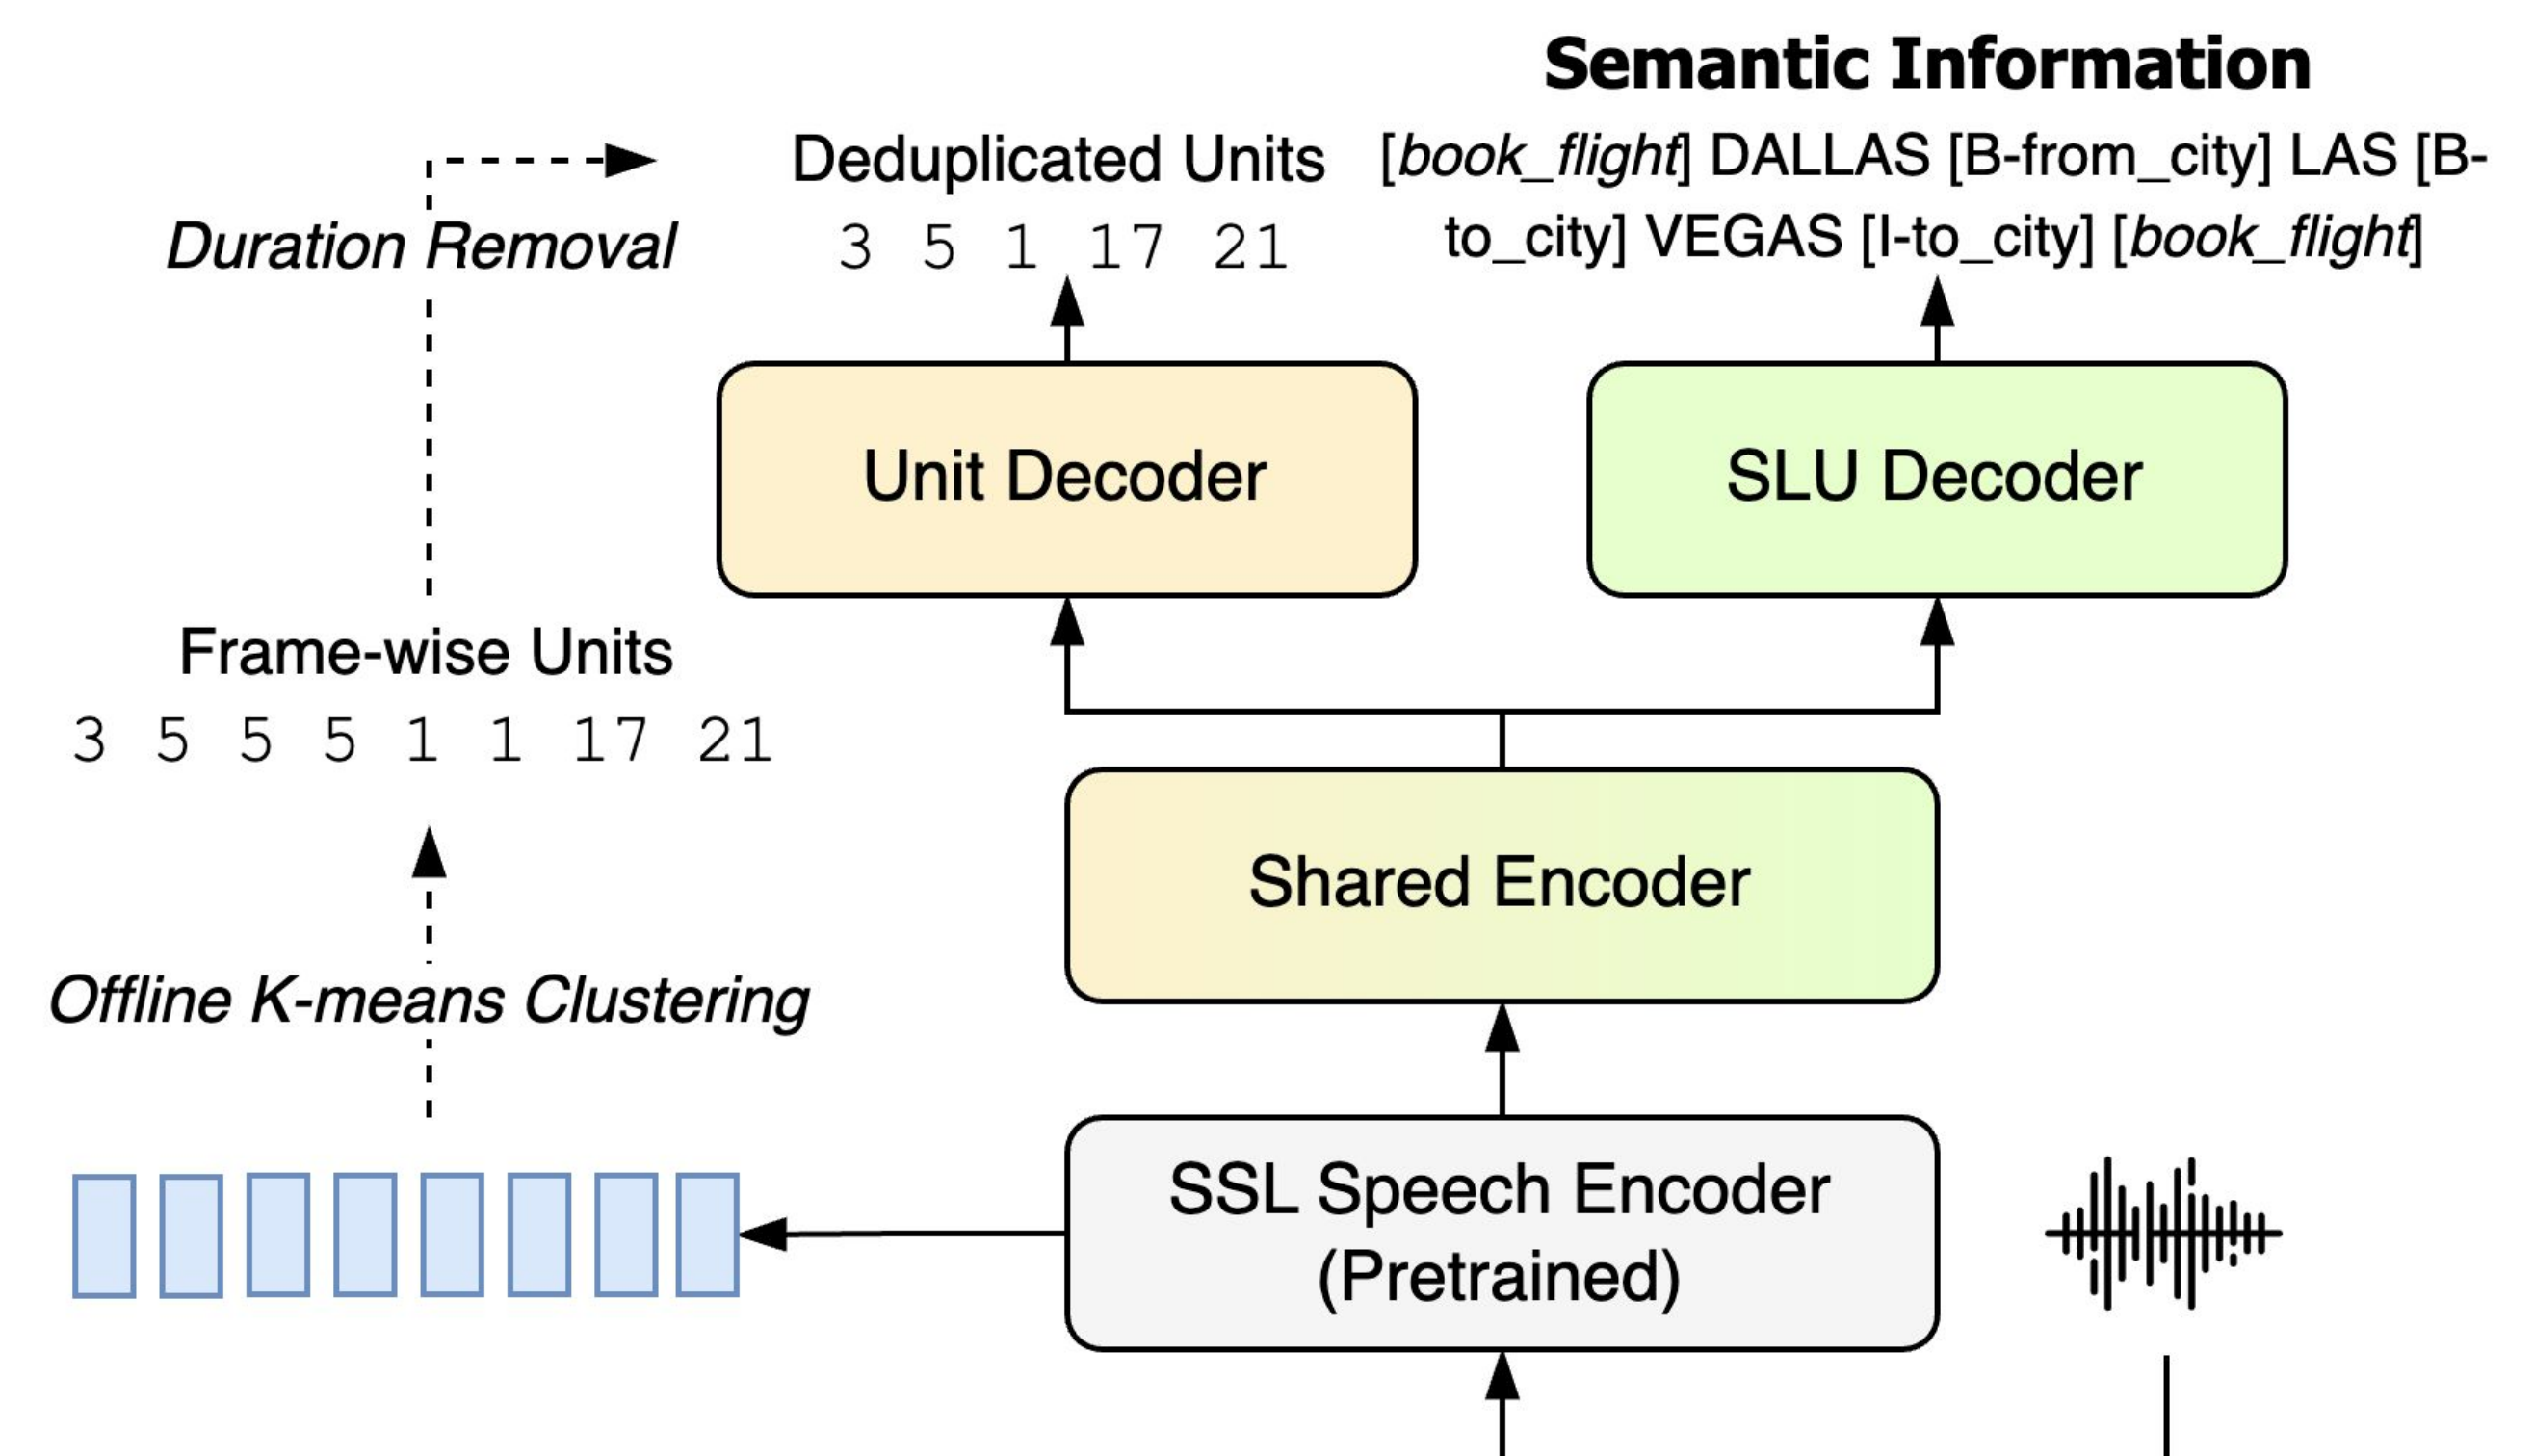 Semantic Information
Deduplicated Units
[book_flight] DALLAS [B-from_city] LAS [B-
to_city] VEGAS [I-to_city] [book_flight]
Duration Removal
3 5 1 17 21
Unit Decoder
SLU Decoder
Frame-wise Units
3 5 5 5 1 1 17 21
Shared Encoder
Offline K-means Clustering
SSL Speech Encoder
(Pretrained)